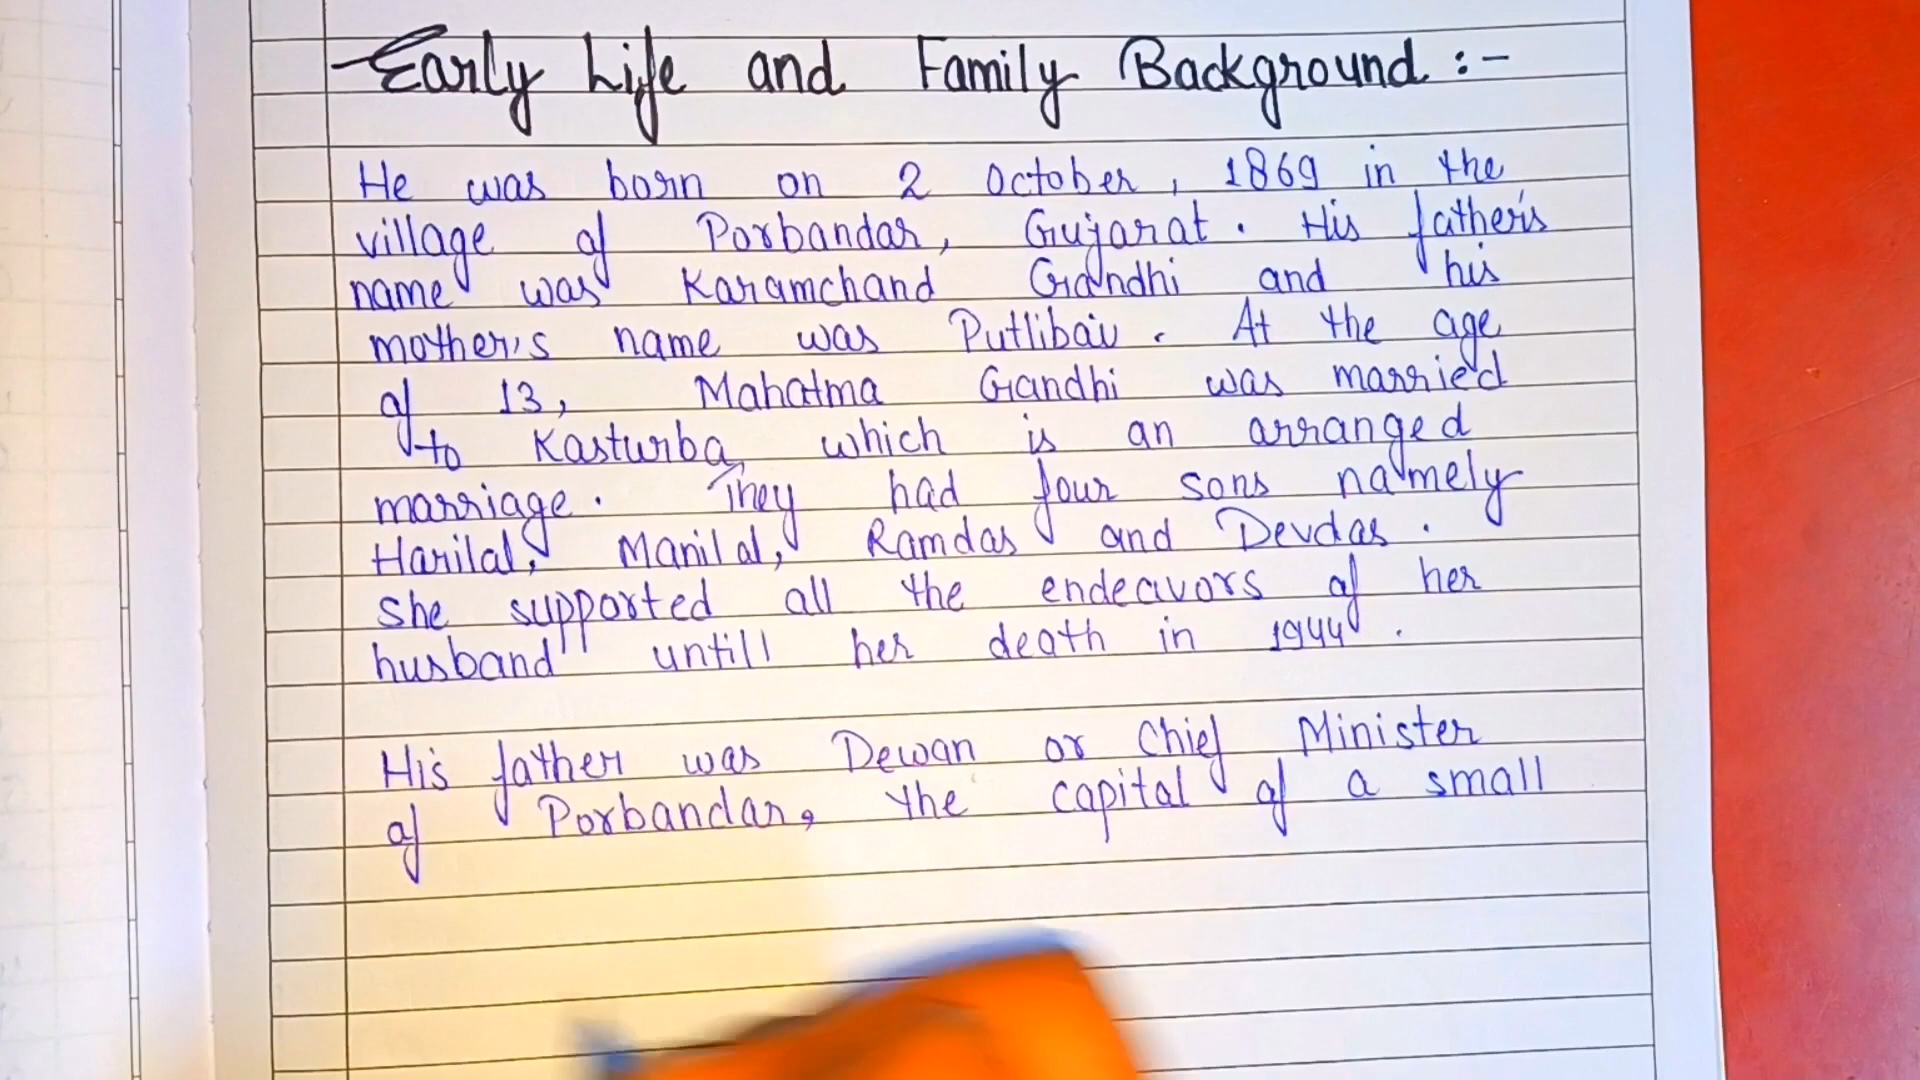 Early Life and Family Background :-
He was born on 2 October, 1869 in the
village of Porbandar, Gujarat. His father's
name was Karamchand Gandhi and his
mother's name was Putlibai. At the age
of 13, Mahatma Gandhi was married
to Kasturba which is an arranged
marriage. They had four sons namely
Harilal, Manilal, Ramdas and Devdas.
She supported all the endeavors of her
husband untill her death in 1944.
His father was Dewan or Chief Minister
of Porbandar, the capital of a small